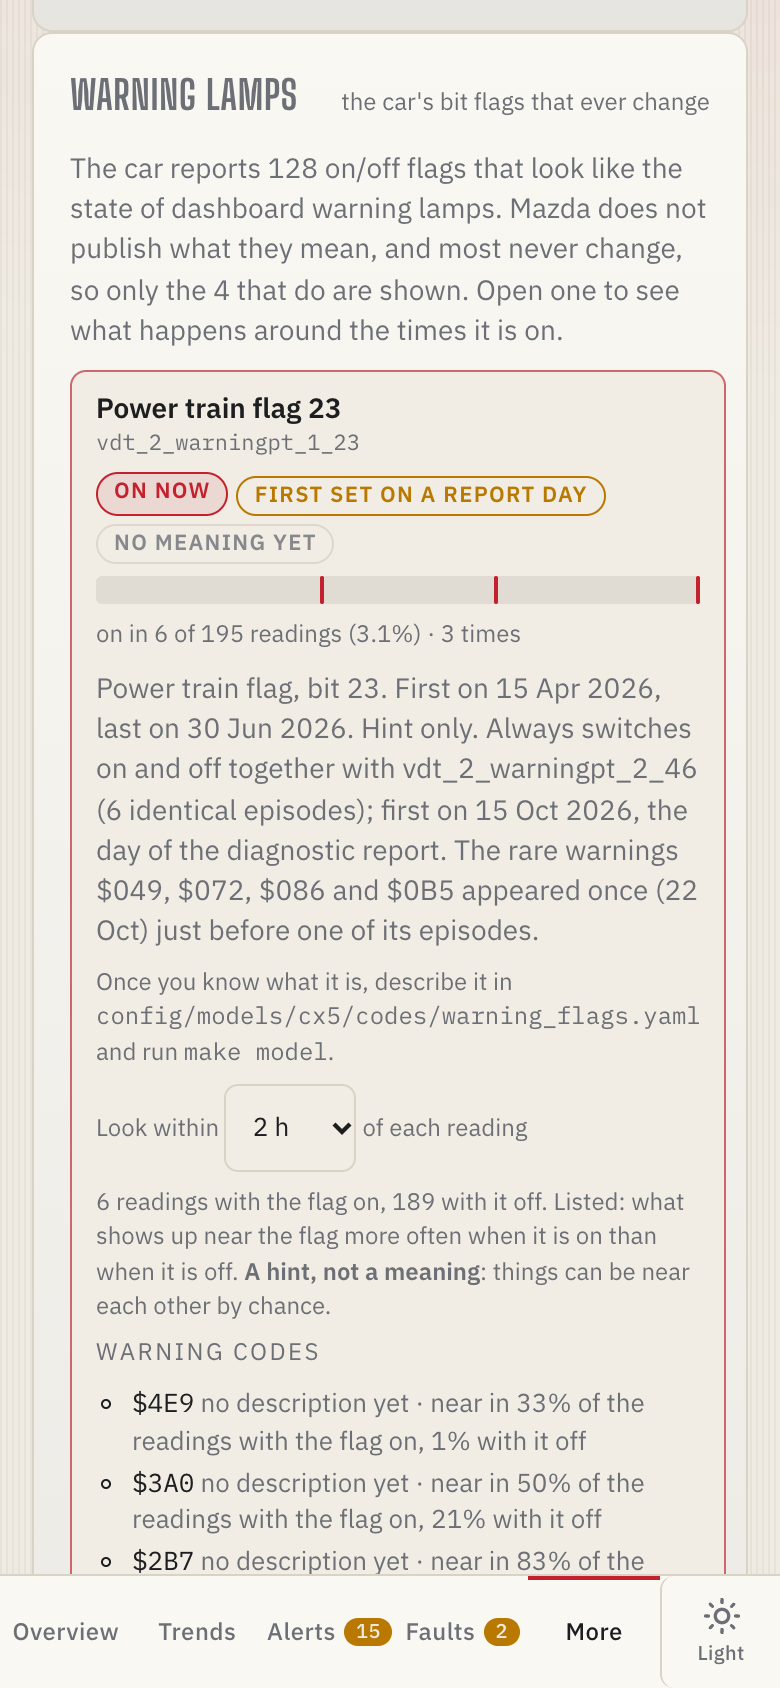 WARNING LAMPS the car's bit flags that ever change
The car reports 128 on/off flags that look like the
state of dashboard warning lamps. Mazda does not
publish what they mean, and most never change,
so only the 4 that do are shown. Open one to see
what happens around the times it is on.
Power train flag 23
vdt_2_warningpt_1_23
ON NOW FIRST SET ON A REPORT DAY
NO MEANING YET
on in 6 of 195 readings (3.1%) · 3 times
Power train flag, bit 23. First on 15 Apr 2026,
last on 30 Jun 2026. Hint only. Always switches
on and off together with vdt_2_warningpt_2_46
(6 identical episodes); first on 15 Oct 2026, the
day of the diagnostic report. The rare warnings
$049, $072, $086 and $0B5 appeared once (22
Oct) just before one of its episodes.
Once you know what it is, describe it in
config/models/cx5/codes/warning_flags.yaml
and run make model.
Look within 2 h of each reading
6 readings with the flag on, 189 with it off. Listed: what
shows up near the flag more often when it is on than
when it is off. A hint, not a meaning: things can be near
each other by chance.
WARNING CODES
$4E9 no description yet · near in 33% of the
readings with the flag on, 1% with it off
$3A0 no description yet · near in 50% of the
readings with the flag on, 21% with it off
$2B7 no description yet · near in 83% of the
Overview Trends Alerts 15 Faults 2 More Light